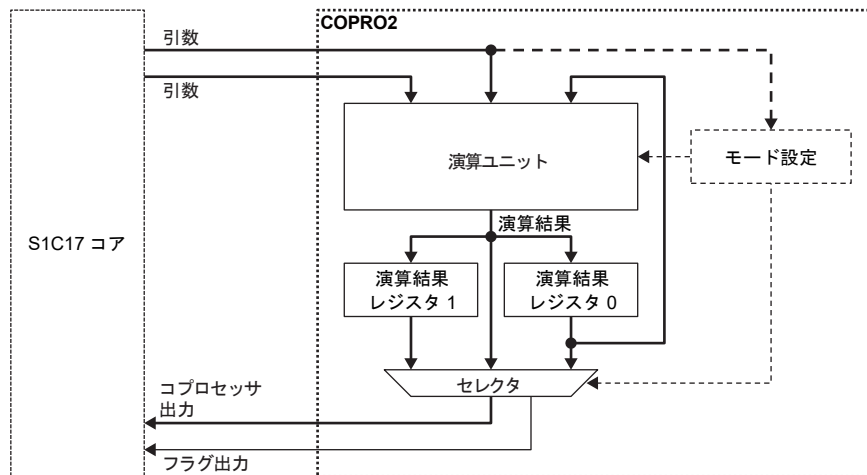 COPRO2
引数
引数
演算ユニット
モード設定
S1C17 コア
演算結果
演算結果
レジスタ 1
演算結果
レジスタ 0
セレクタ
コプロセッサ
出力
フラグ出力